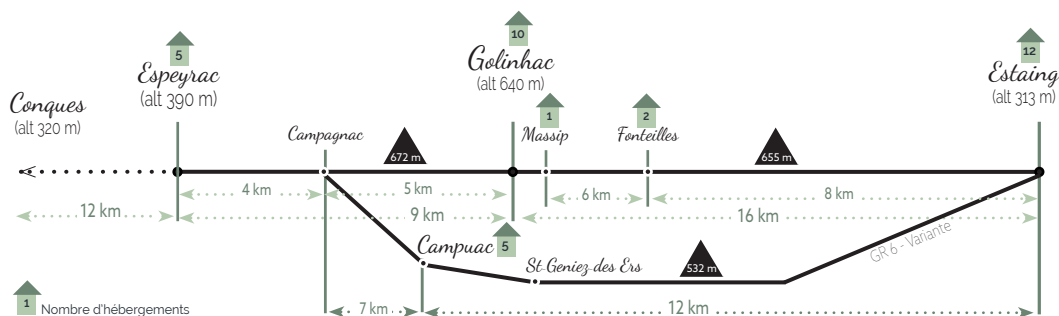 5
Espeyrac
(alt 390 m)
10
Golinhac
(alt 640 m)
12
Estaing
(alt 313 m)
Conques
(alt 320 m)
Campagnac
672 m
1
Massip
2
Fonteilles
655 m
4 km
5 km
6 km
8 km
12 km
9 km
16 km
Campuac
5
St-Geniez-des Ers
532 m
GR 6 - Variante
7 km
12 km
1
Nombre d'hébergements